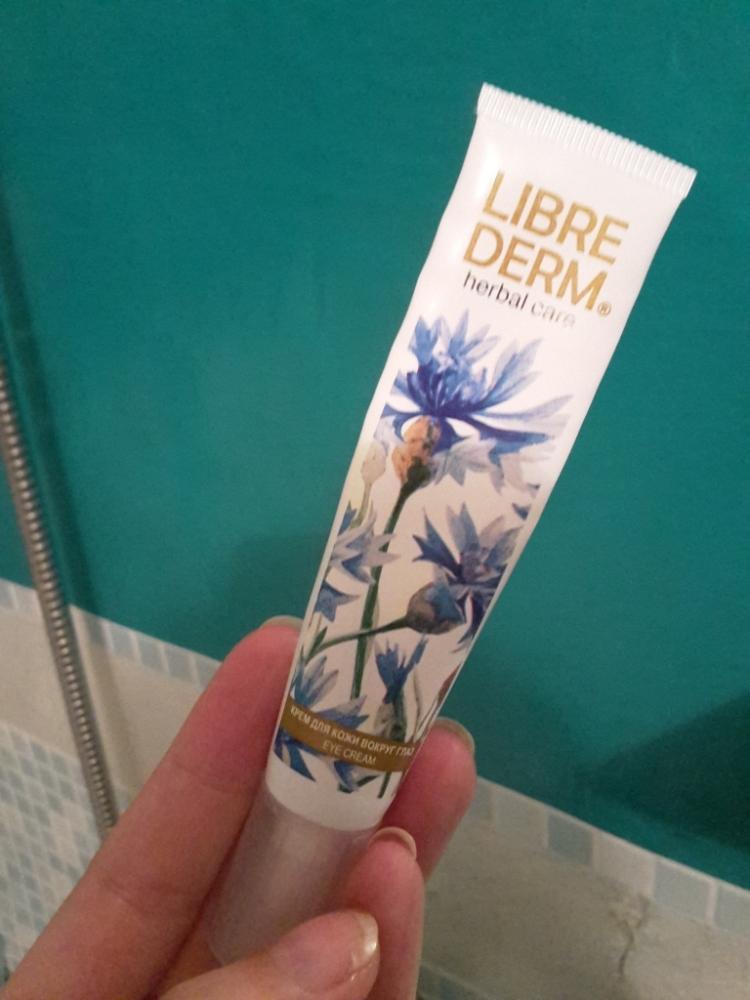 LIBRE
DERM®
herbal care
КРЕМ ДЛЯ КОЖИ ВОКРУГ ГЛАЗ
EYE CREAM